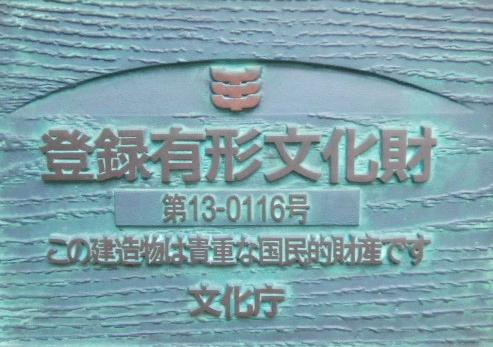 登録有形文化財
第13-0116号
この建造物は貴重な国民的財産です
文化庁